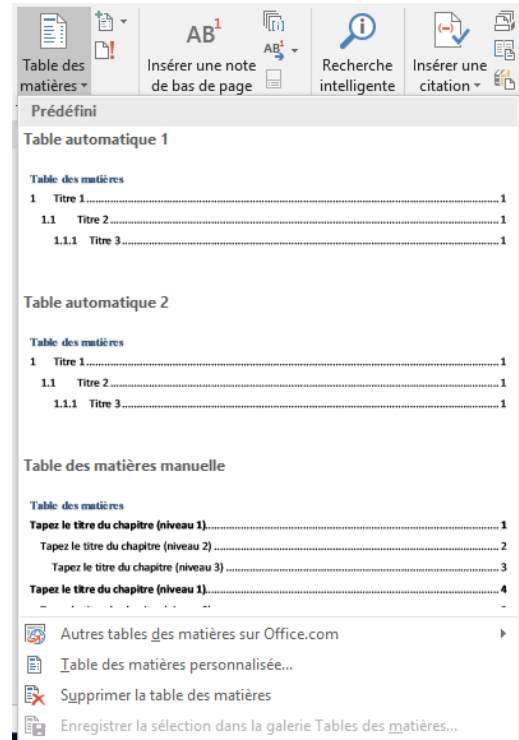 Table des
matières
AB1
Insérer une note
de bas de page
[i]
AB1
Recherche
intelligente
Insérer une
citation
Prédéfini
Table automatique 1
Table des matières
1 Titre 1.....1
1.1 Titre 2.....1
1.1.1 Titre 3.....1
Table automatique 2
Table des matières
1 Titre 1.....1
1.1 Titre 2.....1
1.1.1 Titre 3.....1
Table des matières manuelle
Table des matières
Tapez le titre du chapitre (niveau 1).....1
Tapez le titre du chapitre (niveau 2).....2
Tapez le titre du chapitre (niveau 3).....3
Tapez le titre du chapitre (niveau 1).....4
Autres tables des matières sur Office.com
Table des matières personnalisée...
Supprimer la table des matières
Enregistrer la sélection dans la galerie Tables des matières...